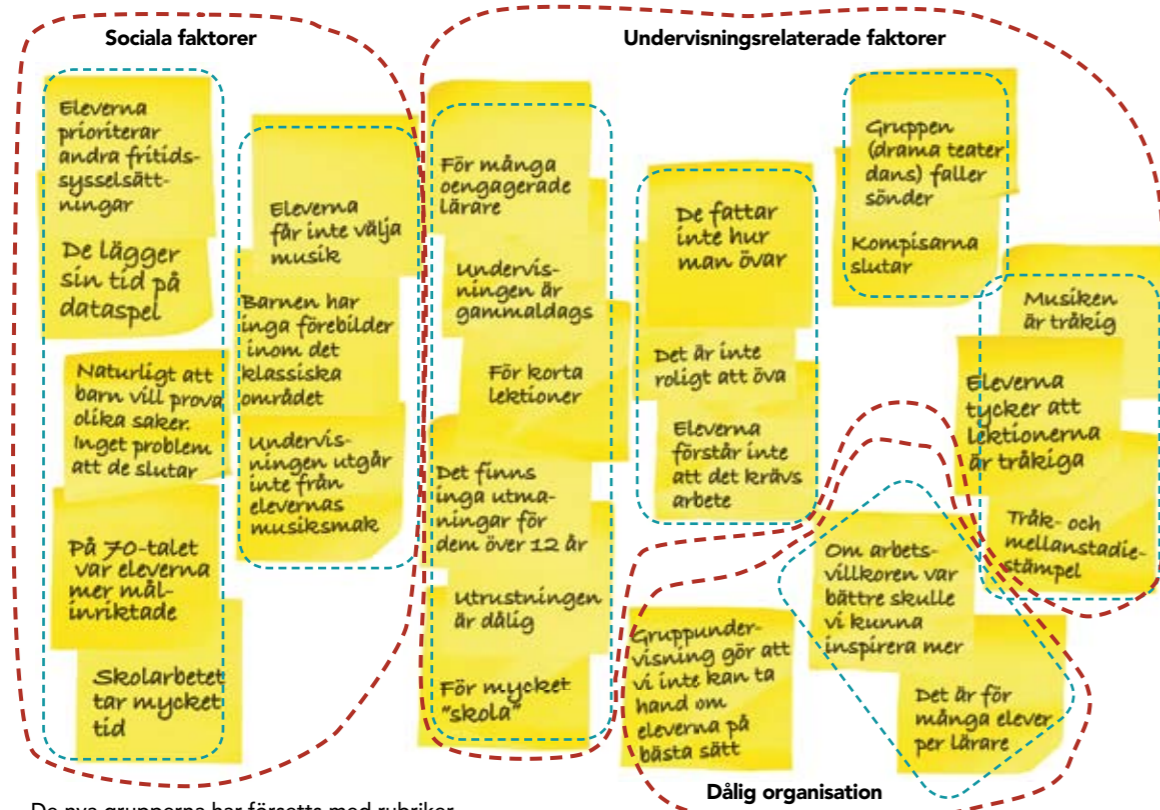 Sociala faktorer
Eleverna
prioriterar
andra fritids-
sysselsätt-
ningar
De lägger
sin tid på
dataspel
Naturligt att
barn vill prova
olika saker.
Inget problem
att de slutar
På 70-talet
var eleverna
mer mål-
inriktade
Skolarbetet
tar mycket
tid
Eleverna
får inte välja
musik
Barnen har
inga förebilder
inom det
klassiska
området
Undervis-
ningen utgår
inte från
elevernas
musiksmak
Undervisningsrelaterade faktorer
För många
oengagerade
lärare
Undervis-
ningen är
gammaldags
För korta
lektioner
Det finns
inga utma-
ningar för
dem över 12 år
Utrustningen
är dålig
För mycket
"skola"
De fattar
inte hur
man övar
Det är inte
roligt att öva
Eleverna
förstår inte
att det krävs
arbete
Gruppen
(drama teater
dans) faller
sönder
Kompisarna
slutar
Musiken
är tråkig
Eleverna
tycker att
lektionerna
är tråkiga
Tråk- och
mellanstadie-
stämpel
Om arbets-
villkoren var
bättre skulle
vi kunna
inspirera mer
Gruppunder-
visning gör att
vi inte kan ta
hand om
eleverna på
bästa sätt
Det är för
många elever
per lärare
Dålig organisation
De nya grupperna har försetts med rubriker